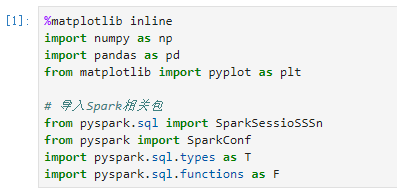 [1]:
%matplotlib inline
import numpy as np
import pandas as pd
from matplotlib import pyplot as plt
# 导入Spark相关包
from pyspark.sql import SparkSessioSSSn
from pyspark import SparkConf
import pyspark.sql.types as T
import pyspark.sql.functions as F